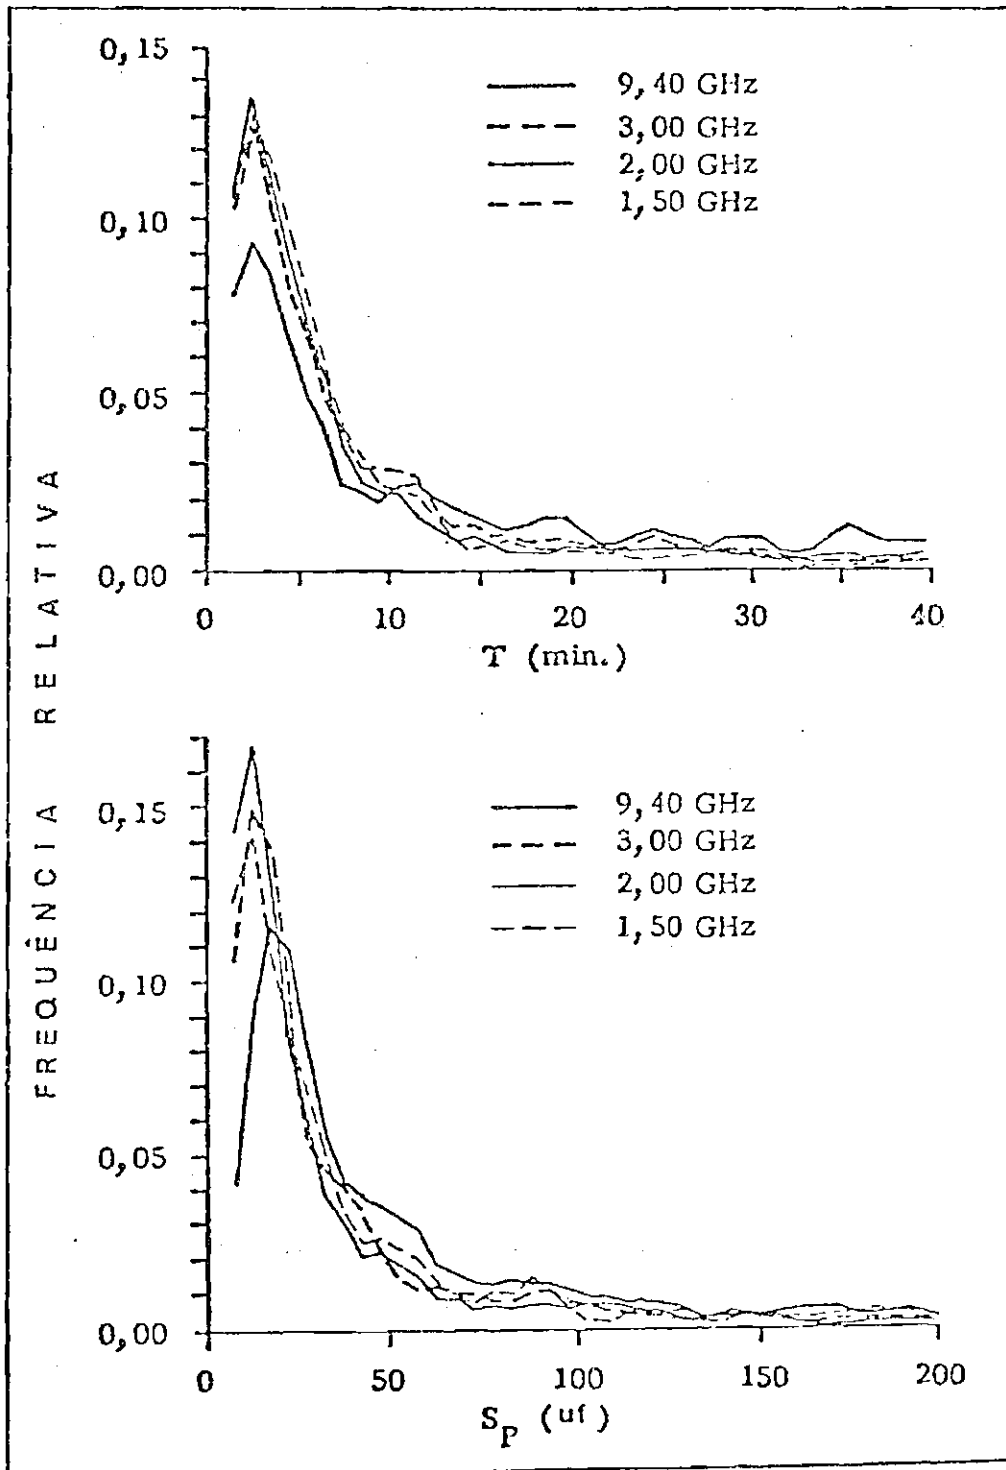 FREQUÊNCIA RELATIVA
0,15
0,10
0,05
0,00
9,40 GHz
3,00 GHz
2,00 GHz
1,50 GHz
0 10 20 30 40
T (min.)
0,15
0,10
0,05
0,00
9,40 GHz
3,00 GHz
2,00 GHz
1,50 GHz
0 50 100 150 200
S_P (uf)